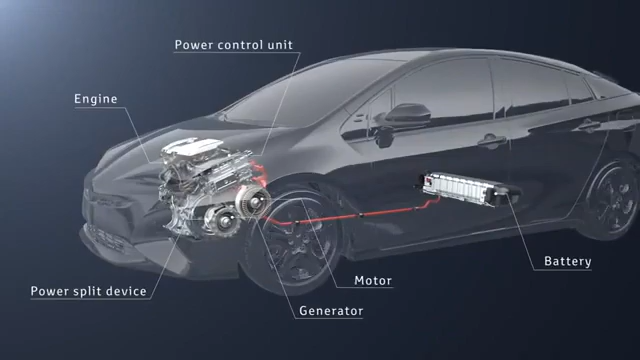 Power control unit
Engine
Battery
Motor
Power split device
Generator